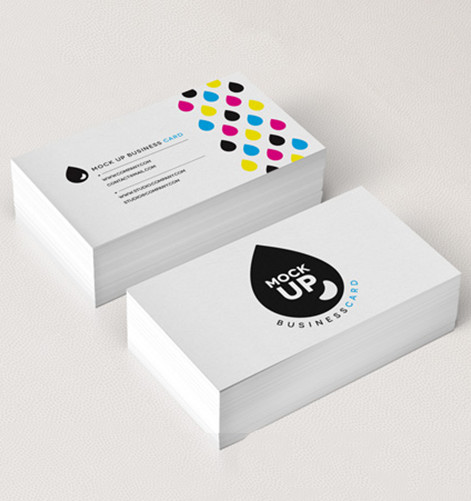 MOCK UP BUSINESS CARD
WWW.COMPANY.COM
CONTACT@MAIL.COM
WWW.STUDIOCOMPANY.COM
STUDIO@COMPANY.COM
MOCK
UP
BUSINESSCARD